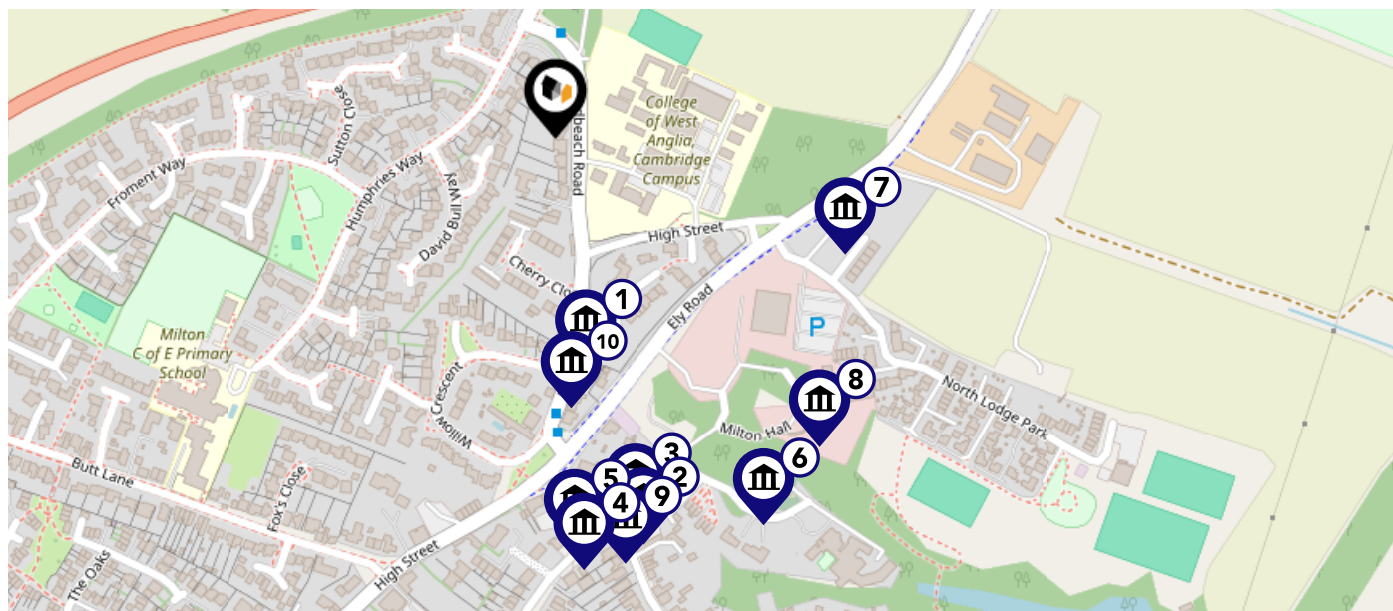 Sutton Close
College
of West
Anglia,
Cambridge
Campus
dbeach Road
Froment Way
Humphries Way
David Bull Way
7
High Street
Cherry Clo
1
Ely Road
P
10
Milton
C of E Primary
School
8
Willow Crescent
North Lodge Park
Milton Hall
3
6
5
2
4
9
Butt Lane
Fox's Close
The Oaks
High Street